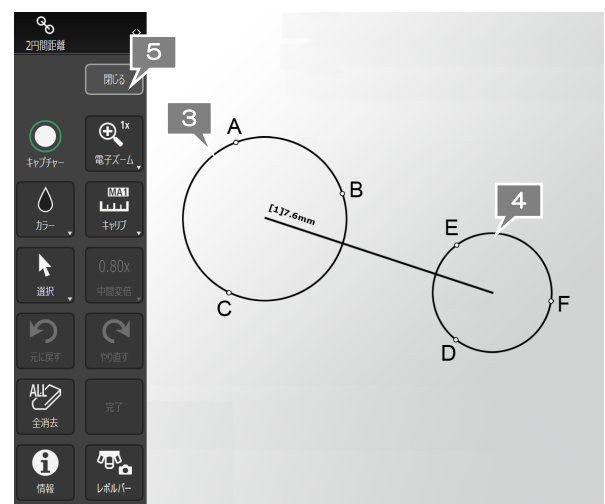 2円間距離
5
閉じる
キャプチャー
1x
電子ズーム
カラー
MA1
キャリブ
選択
0.80x
中間変倍
元に戻す
やり直す
ALL
全消去
完了
情報
レボルバー
3
A
B
[1]7.6mm
C
4
E
F
D